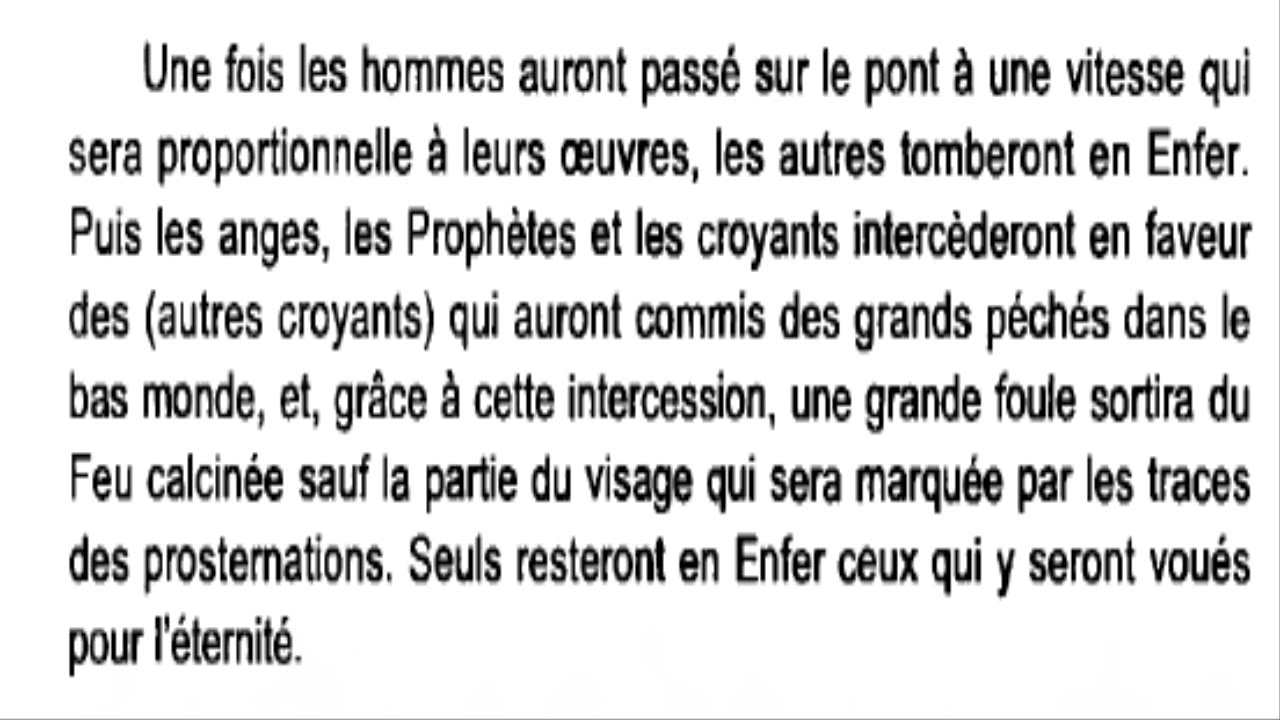 Une fois les hommes auront passé sur le pont à une vitesse qui
sera proportionnelle à leurs œuvres, les autres tomberont en Enfer.
Puis les anges, les Prophètes et les croyants intercèderont en faveur
des (autres croyants) qui auront commis des grands péchés dans le
bas monde, et, grâce à cette intercession, une grande foule sortira du
Feu calcinée sauf la partie du visage qui sera marquée par les traces
des prosternations. Seuls resteront en Enfer ceux qui y seront voués
pour l'éternité.